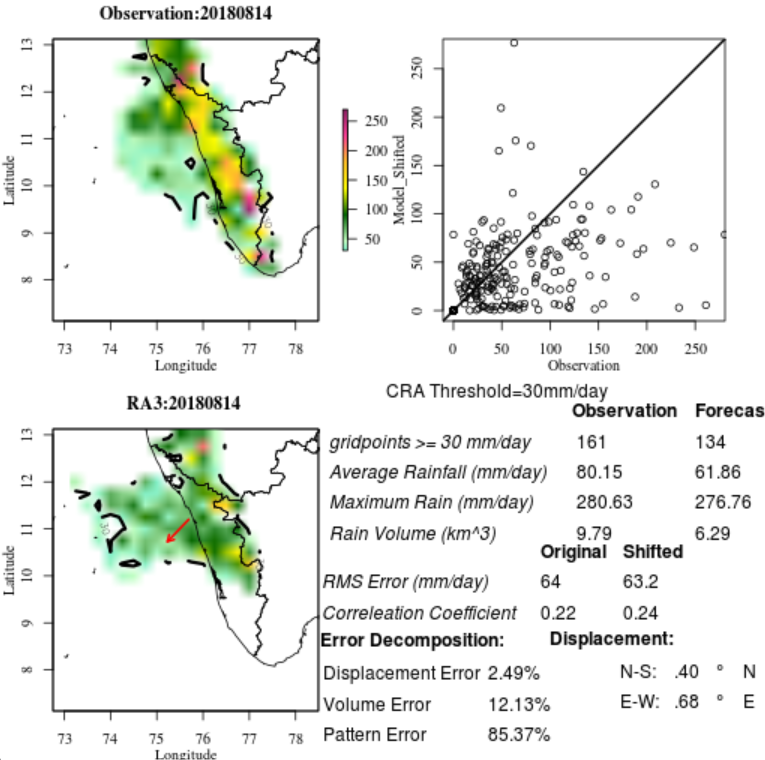 Observation:20180814
13
12
11
10
9
8
Latitude
73 74 75 76 77 78
Longitude
250
200
150
100
50
Model_Shifted
250
200
150
100
50
0
0 50 100 150 200 250
Observation
CRA Threshold=30mm/day
RA3:20180814
13
12
11
10
9
8
Latitude
30
73 74 75 76 77 78
Longitude
Observation Forecas
gridpoints >= 30 mm/day 161 134
Average Rainfall (mm/day) 80.15 61.86
Maximum Rain (mm/day) 280.63 276.76
Rain Volume (km^3) 9.79 6.29
Original Shifted
RMS Error (mm/day) 64 63.2
Correleation Coefficient 0.22 0.24
Error Decomposition: Displacement:
Displacement Error 2.49% N-S: .40 ° N
Volume Error 12.13% E-W: .68 ° E
Pattern Error 85.37%